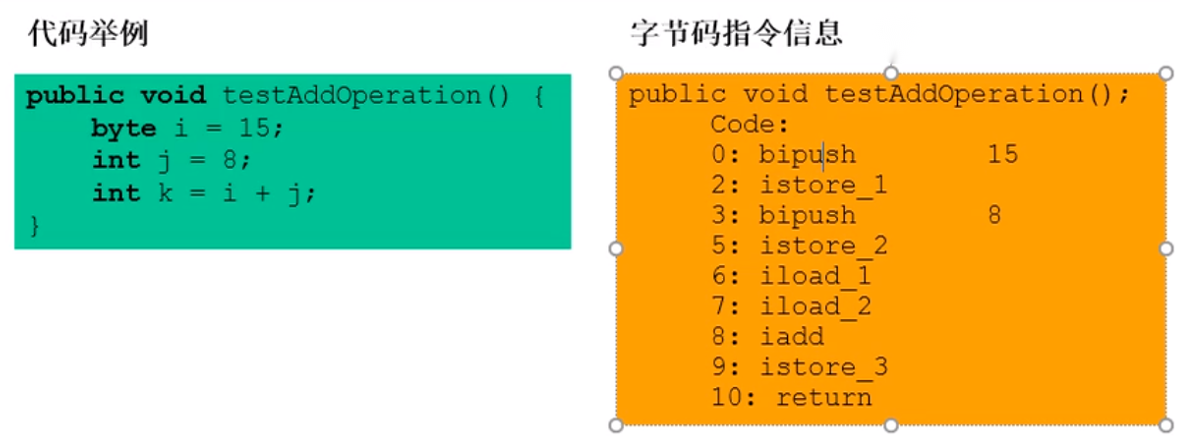 代码举例
public void testAddOperation() {
    byte i = 15;
    int j = 8;
    int k = i + j;
}
字节码指令信息
public void testAddOperation();
     Code:
     0: bipush        15
     2: istore_1
     3: bipush        8
     5: istore_2
     6: iload_1
     7: iload_2
     8: iadd
     9: istore_3
     10: return